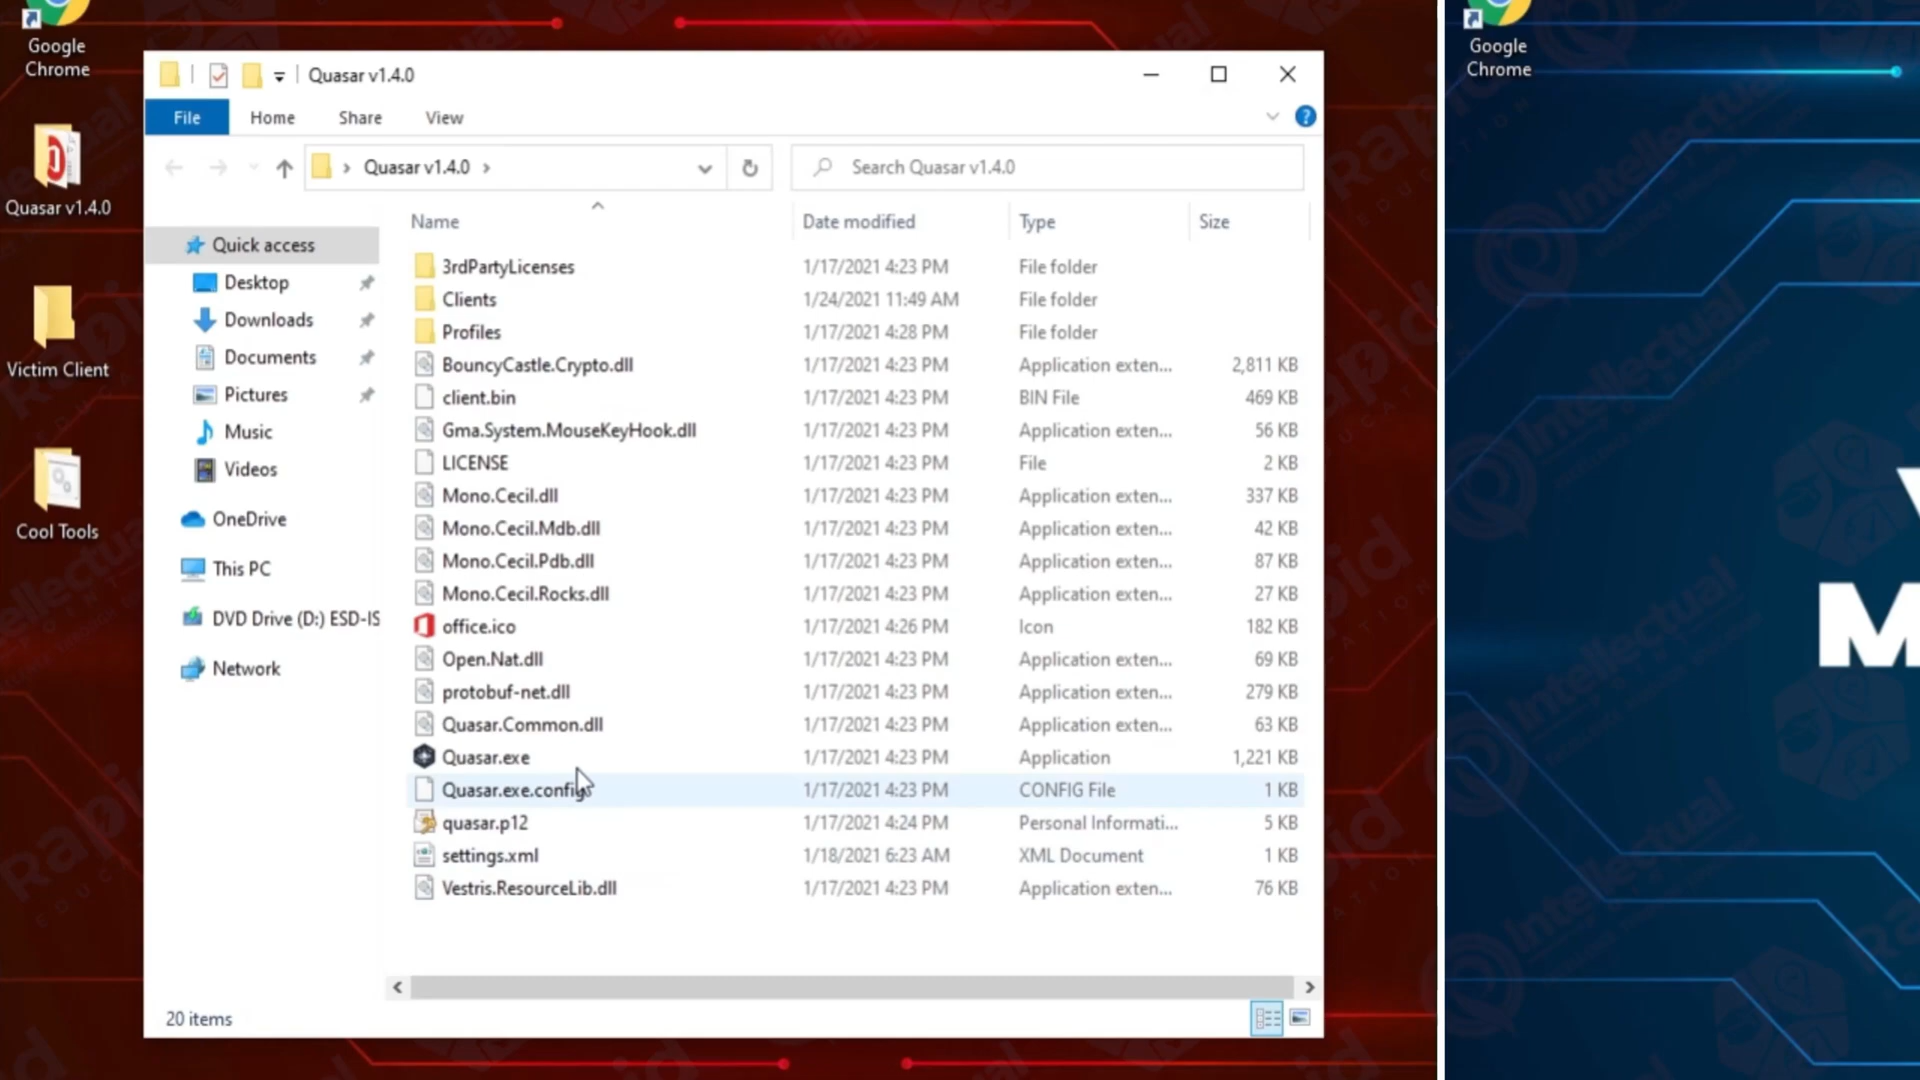 Google
Chrome
Quasar v1.4.0
Victim Client
Cool Tools
Quasar v1.4.0
File Home Share View
Quasar v1.4.0
Search Quasar v1.4.0
Quick access
Desktop
Downloads
Documents
Pictures
Music
Videos
OneDrive
This PC
DVD Drive (D:) ESD-IS
Network
Name Date modified Type Size
3rdPartyLicenses 1/17/2021 4:23 PM File folder
Clients 1/24/2021 11:49 AM File folder
Profiles 1/17/2021 4:28 PM File folder
BouncyCastle.Crypto.dll 1/17/2021 4:23 PM Application exten... 2,811 KB
client.bin 1/17/2021 4:23 PM BIN File 469 KB
Gma.System.MouseKeyHook.dll 1/17/2021 4:23 PM Application exten... 56 KB
LICENSE 1/17/2021 4:23 PM File 2 KB
Mono.Cecil.dll 1/17/2021 4:23 PM Application exten... 337 KB
Mono.Cecil.Mdb.dll 1/17/2021 4:23 PM Application exten... 42 KB
Mono.Cecil.Pdb.dll 1/17/2021 4:23 PM Application exten... 87 KB
Mono.Cecil.Rocks.dll 1/17/2021 4:23 PM Application exten... 27 KB
office.ico 1/17/2021 4:26 PM Icon 182 KB
Open.Nat.dll 1/17/2021 4:23 PM Application exten... 69 KB
protobuf-net.dll 1/17/2021 4:23 PM Application exten... 279 KB
Quasar.Common.dll 1/17/2021 4:23 PM Application exten... 63 KB
Quasar.exe 1/17/2021 4:23 PM Application 1,221 KB
Quasar.exe.config 1/17/2021 4:23 PM CONFIG File 1 KB
quasar.p12 1/17/2021 4:24 PM Personal Informati... 5 KB
settings.xml 1/18/2021 6:23 AM XML Document 1 KB
Vestris.ResourceLib.dll 1/17/2021 4:23 PM Application exten... 76 KB
20 items
Google
Chrome
Intellectual
Rapid